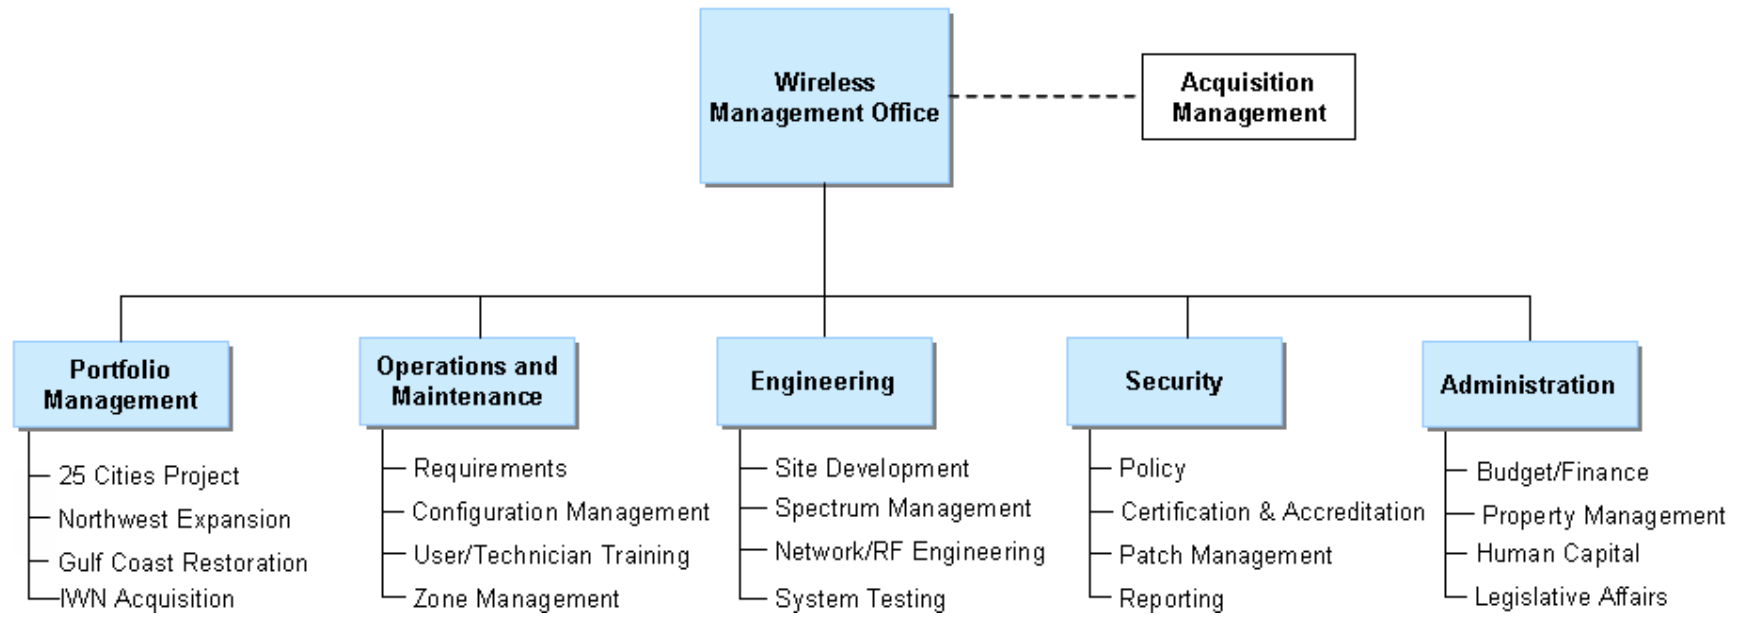 Wireless
Management Office
Acquisition
Management
Portfolio
Management
25 Cities Project
Northwest Expansion
Gulf Coast Restoration
IWN Acquisition
Operations and
Maintenance
Requirements
Configuration Management
User/Technician Training
Zone Management
Engineering
Site Development
Spectrum Management
Network/RF Engineering
System Testing
Security
Policy
Certification & Accreditation
Patch Management
Reporting
Administration
Budget/Finance
Property Management
Human Capital
Legislative Affairs